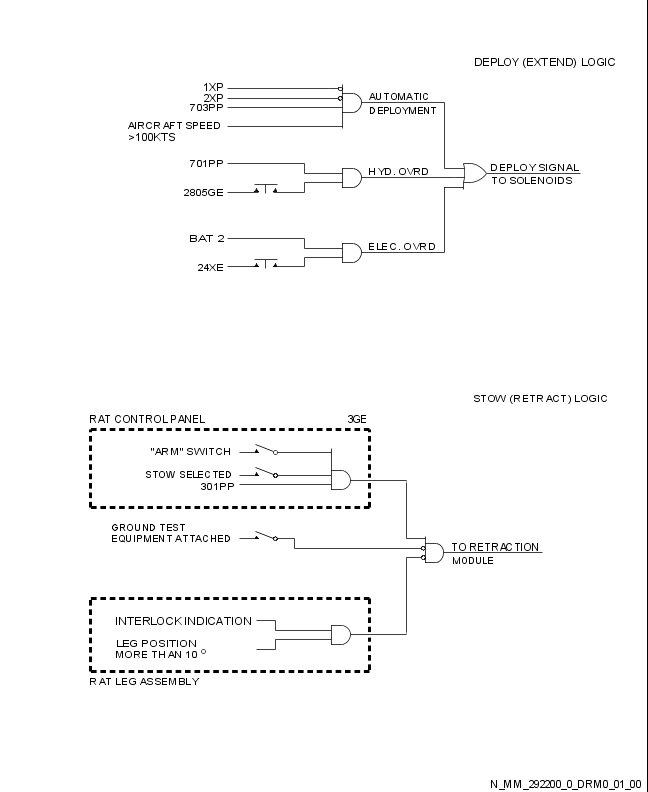 DEPLOY (EXTEND) LOGIC
1XP
2XP
703PP
AIRCRAFT SPEED
>100KTS
AUTOMATIC
DEPLOYMENT
701PP
2805GE
HYD. OVRD
DEPLOY SIGNAL
TO SOLENOIDS
BAT 2
24XE
ELEC. OVRD
STOW (RETRACT) LOGIC
RAT CONTROL PANEL
3GE
"ARM" SWITCH
STOW SELECTED
301PP
GROUND TEST
EQUIPMENT ATTACHED
TO RETRACTION
MODULE
INTERLOCK INDICATION
LEG POSITION
MORE THAN 10 °
RAT LEG ASSEMBLY
N_MM_292200_0_DRM0_01_00